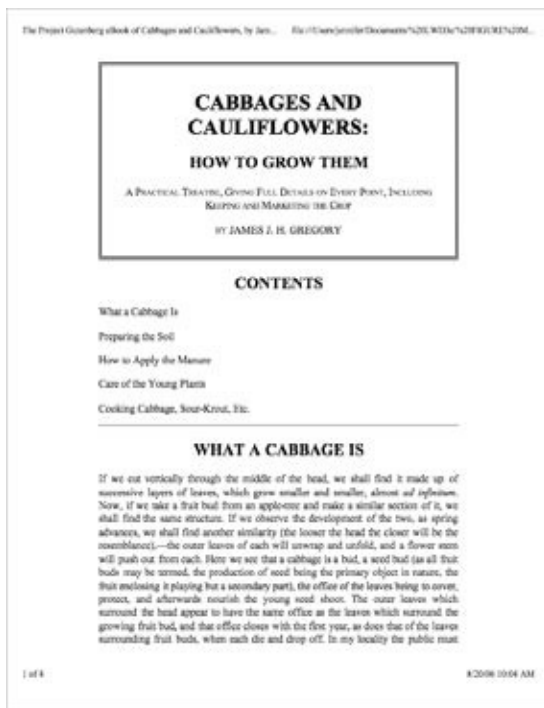 The Project Gutenberg eBook of Cabbages and Cauliflowers, by Jam...
CABBAGES AND
CAULIFLOWERS:
HOW TO GROW THEM
A Practical Treatise, Giving Full Details on Every Point, Including
Keeping and Marketing the Crop
BY JAMES J. H. GREGORY
CONTENTS
What a Cabbage Is
Preparing the Soil
How to Apply the Manure
Care of the Young Plants
Cooking Cabbage, Sour-Krout, Etc.
WHAT A CABBAGE IS
If we cut vertically through the middle of the head, we shall find it made up of
successive layers of leaves, which grow smaller and smaller, almost ad infinitum.
Now, if we take a fruit bud from an apple-tree and make a similar section of it, we
shall find the same structure. If we observe the development of the two, as spring
advances, we shall find another similarity (the looser the head the closer will be the
resemblance),—the outer leaves of each will unwrap and unfold, and a flower stem
will push out from each. Here we see that a cabbage is a bud, a seed bud (as all fruit
buds may be termed, the production of seed being the primary object in nature, the
fruit enclosing it playing but a secondary part), the office of the leaves being to cover,
protect, and afterwards nourish the young seed shoot. The outer leaves which
surround the head appear to have the same office as the leaves which surround the
growing fruit bud, and that office closes with the first year, as does that of the leaves
surrounding fruit buds, when each die and drop off. In my locality the public must
1 of 4
8/20/06 10:04 AM